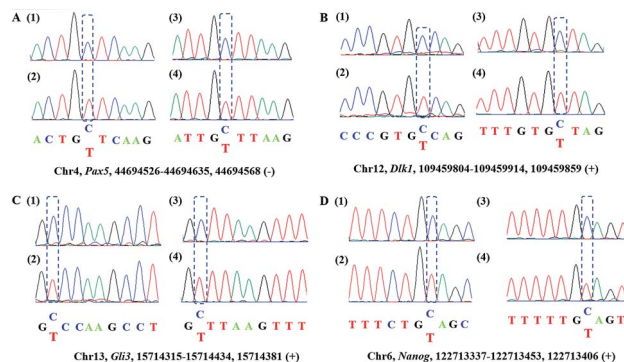 A (1) (3)
(2) (4)
A C T G C/T T C A A G A T T G C/T T T A A G
Chr4, Pax5, 44694526-44694635, 44694568 (-)
B (1) (3)
(2) (4)
C C C G T G C/T C A G T T T G T G C/T T A G
Chr12, Dlk1, 109459804-109459914, 109459859 (+)
C (1) (3)
(2) (4)
G C/T C C A A G C C T G C/T T T A A G T T T
Chr13, Gli3, 15714315-15714434, 15714381 (+)
D (1) (3)
(2) (4)
T T T C T G C/T A G C T T T T T G C/T A G T
Chr6, Nanog, 122713337-122713453, 122713406 (+)